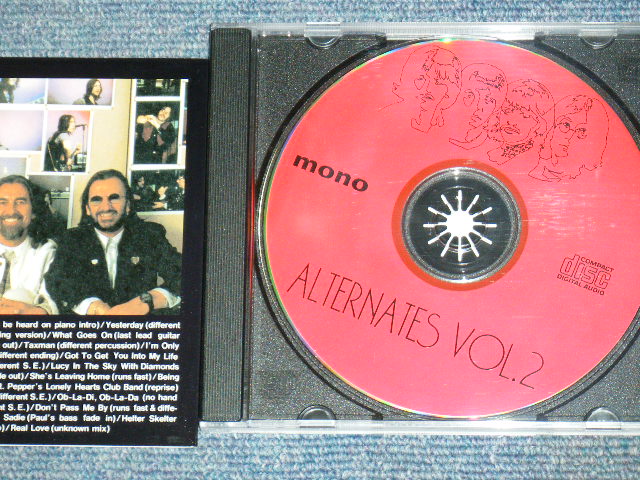 be heard on piano intro)/Yesterday(different
ing version)/What Goes On(last lead guitar
out)/Taxman(different percussion)/I'm Only
ifferent ending)/Got To Get You Into My Life
ifferent S.E.)/Lucy In The Sky With Diamonds
de out)/She's Leaving Home(runs fast)/Being
t. Pepper's Lonely Hearts Club Band(reprise)
different S.E.)/Ob-La-Di, Ob-La-Da (no hand
ent S.E.)/Don't Pass Me By(runs fast & diffe-
Sadie(Paul's bass fade in)/Helter Skelter
)/Real Love(unknown mix)
mono
COMPACT
disc
DIGITAL AUDIO
ALTERNATES VOL.2